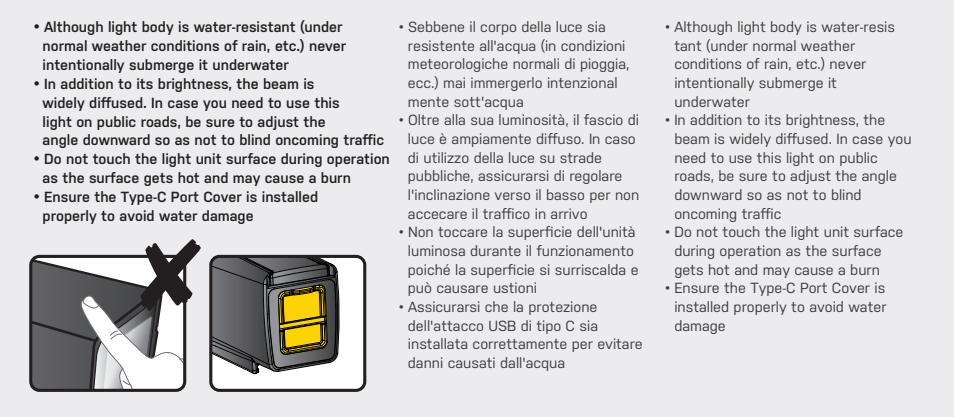 • Although light body is water-resistant (under
normal weather conditions of rain, etc.) never
intentionally submerge it underwater
• In addition to its brightness, the beam is
widely diffused. In case you need to use this
light on public roads, be sure to adjust the
angle downward so as not to blind oncoming traffic
• Do not touch the light unit surface during operation
as the surface gets hot and may cause a burn
• Ensure the Type-C Port Cover is installed
properly to avoid water damage
• Sebbene il corpo della luce sia
resistente all'acqua (in condizioni
meteorologiche normali di pioggia,
ecc.) mai immergerlo intenzional
mente sott'acqua
• Oltre alla sua luminosità, il fascio di
luce è ampiamente diffuso. In caso
di utilizzo della luce su strade
pubbliche, assicurarsi di regolare
l'inclinazione verso il basso per non
accecare il traffico in arrivo
• Non toccare la superficie dell'unità
luminosa durante il funzionamento
poiché la superficie si surriscalda e
può causare ustioni
• Assicurarsi che la protezione
dell'attacco USB di tipo C sia
installata correttamente per evitare
danni causati dall'acqua
• Although light body is water-resis
tant (under normal weather
conditions of rain, etc.) never
intentionally submerge it
underwater
• In addition to its brightness, the
beam is widely diffused. In case you
need to use this light on public
roads, be sure to adjust the angle
downward so as not to blind
oncoming traffic
• Do not touch the light unit surface
during operation as the surface
gets hot and may cause a burn
• Ensure the Type-C Port Cover is
installed properly to avoid water
damage